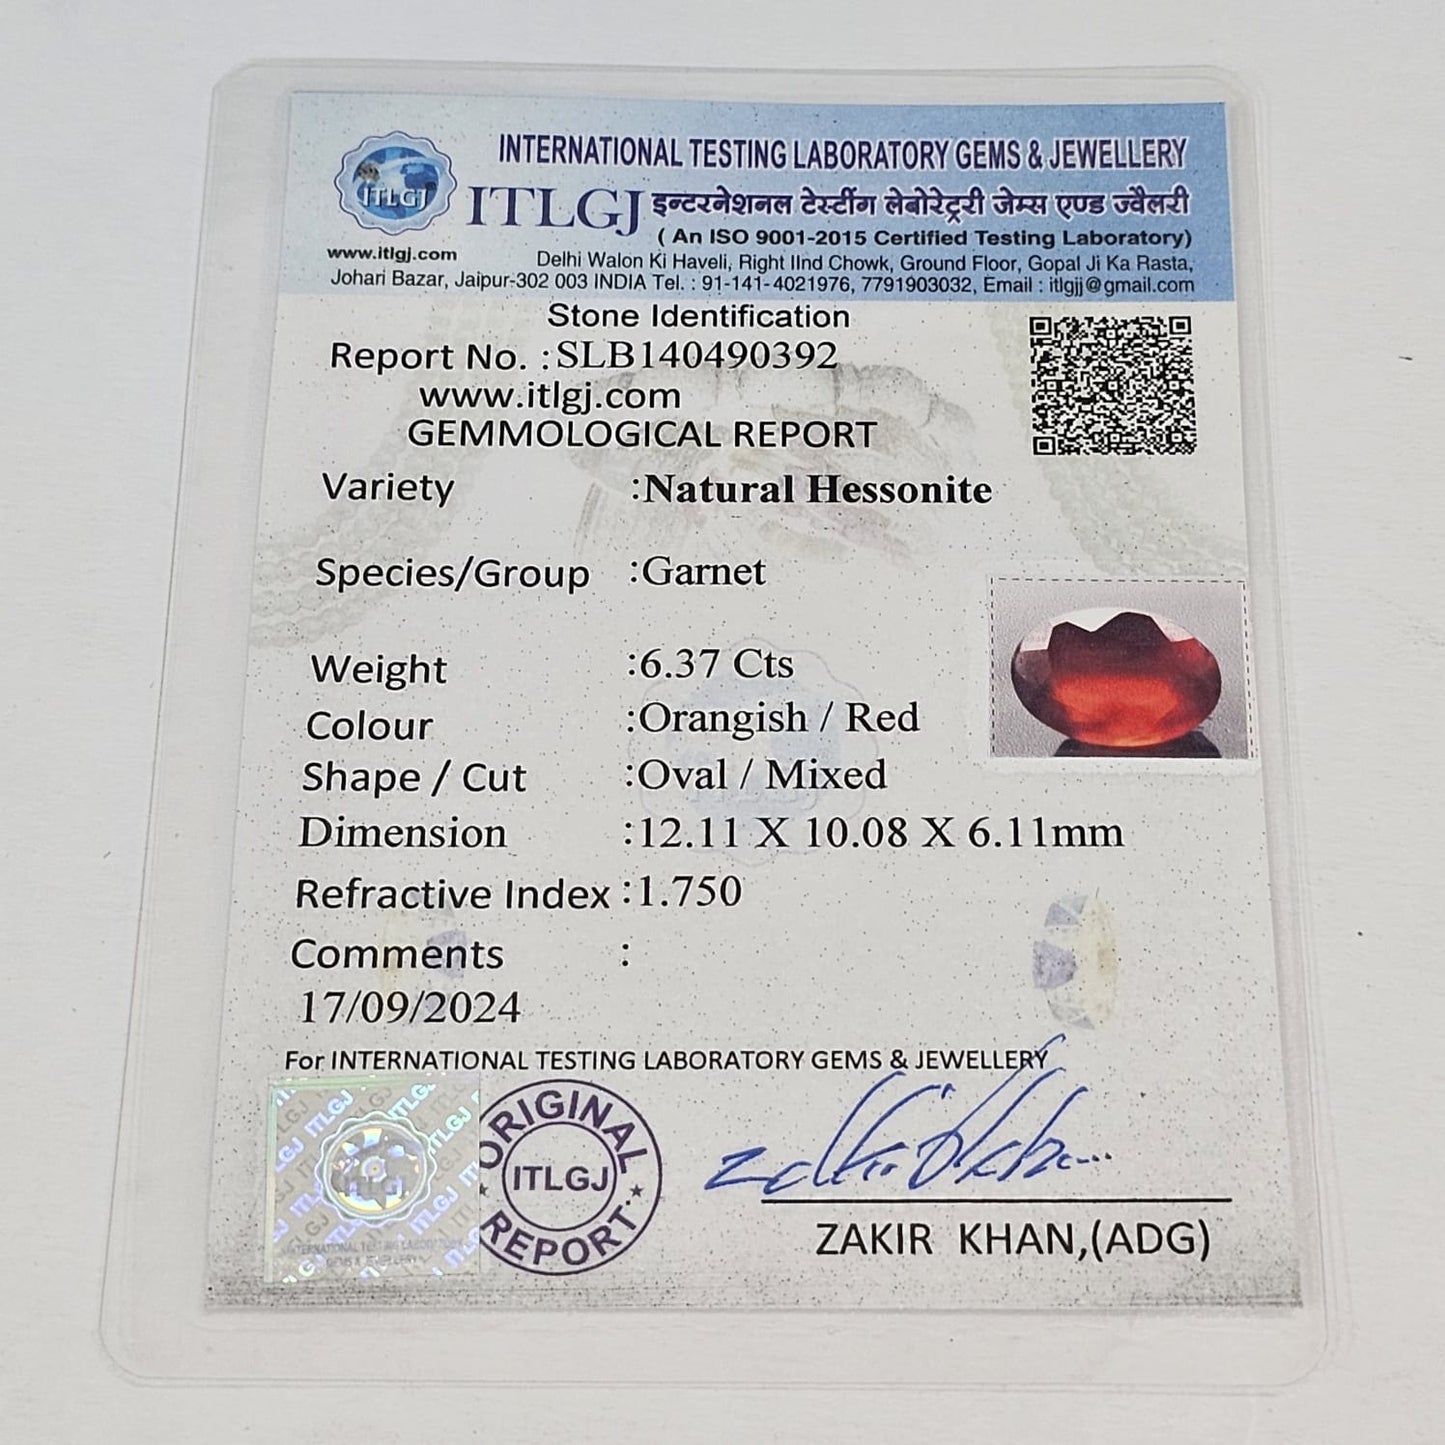 INTERNATIONAL TESTING LABORATORY GEMS & JEWELLERY
ITLGJ
ITLGJ इन्टरनेशनल टेस्टींग लेबोरेट्ररी जेम्स एण्ड ज्वैलरी
( An ISO 9001-2015 Certified Testing Laboratory)
www.itlgj.com
Delhi Walon Ki Haveli, Right IInd Chowk, Ground Floor, Gopal Ji Ka Rasta,
Johari Bazar, Jaipur-302 003 INDIA Tel. : 91-141-4021976, 7791903032, Email : itlgjj@gmail.com
Stone Identification
Report No. :SLB140490392
www.itlgj.com
GEMMOLOGICAL REPORT
Variety :Natural Hessonite
Species/Group :Garnet
Weight :6.37 Cts
Colour :Orangish / Red
Shape / Cut :Oval / Mixed
Dimension :12.11 X 10.08 X 6.11mm
Refractive Index :1.750
Comments :
17/09/2024
For INTERNATIONAL TESTING LABORATORY GEMS & JEWELLERY
ORIGINAL
ITLGJ
REPORT
ZAKIR KHAN,(ADG)